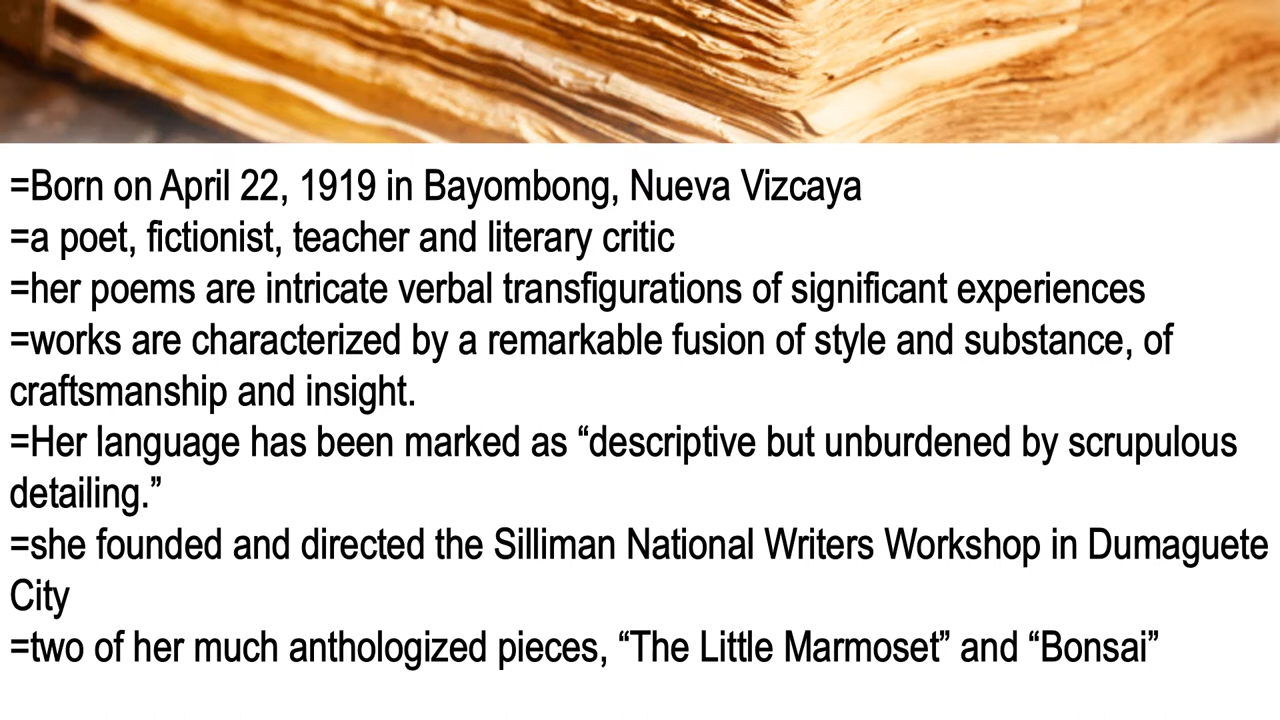 =Born on April 22, 1919 in Bayombong, Nueva Vizcaya
=a poet, fictionist, teacher and literary critic
=her poems are intricate verbal transfigurations of significant experiences
=works are characterized by a remarkable fusion of style and substance, of
craftsmanship and insight.
=Her language has been marked as “descriptive but unburdened by scrupulous
detailing.”
=she founded and directed the Silliman National Writers Workshop in Dumaguete
City
=two of her much anthologized pieces, “The Little Marmoset” and “Bonsai”